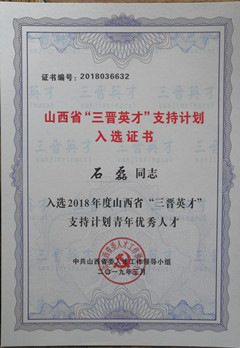 证书编号：2018036632
山西省“三晋英才”支持计划
入选证书
石磊 同志
入选2018年度山西省“三晋英才”
支持计划青年优秀人才
中共山西省委人才工作领导小组
二〇一九年三月